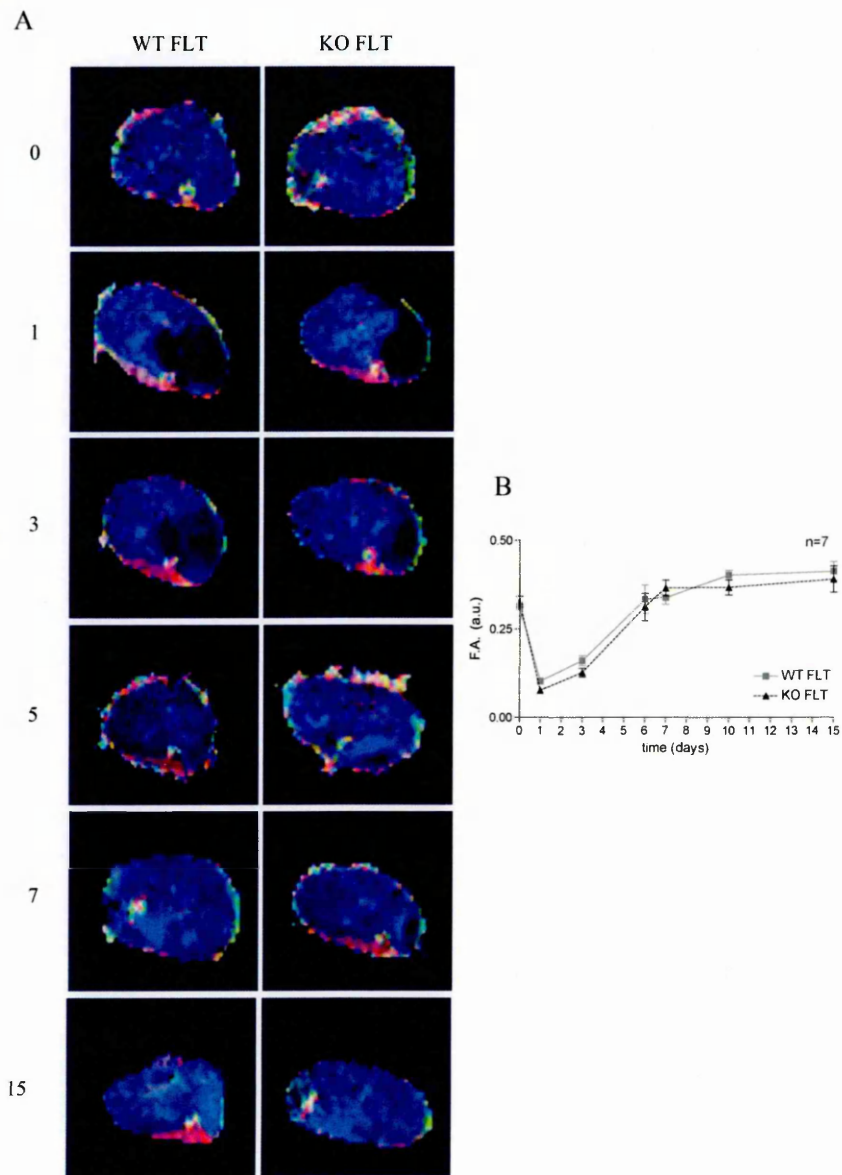 A
WT FLT KO FLT
0
1
3
5
7
15
B
n=7
0.50
0.25
0.00
F.A. (a.u.)
WT FLT
KO FLT
0 1 2 3 4 5 6 7 8 9 10 11 12 13 14 15
time (days)